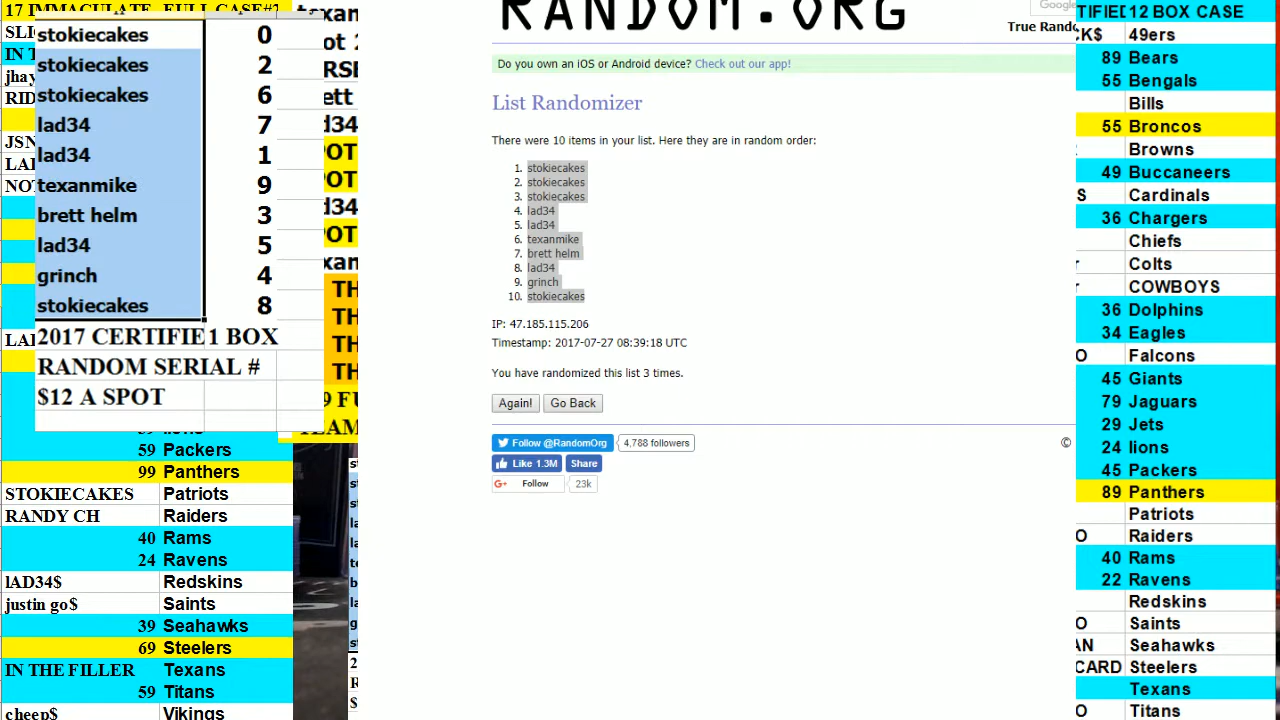 17 IMMACULATE FULL CASE#2
stokiecakes 0
stokiecakes 2
stokiecakes 6
lad34 7
lad34 1
texanmike 9
brett helm 3
lad34 5
grinch 4
stokiecakes 8
2017 CERTIFIE 1 BOX
RANDOM SERIAL #
$12 A SPOT
59 Packers
99 Panthers
STOKIECAKES Patriots
RANDY CH Raiders
40 Rams
24 Ravens
lAD34$ Redskins
justin go$ Saints
39 Seahawks
69 Steelers
IN THE FILLER Texans
59 Titans
cheep$ Vikings
RANDOM.ORG
Google
True Rando
Do you own an iOS or Android device? Check out our app!
List Randomizer
There were 10 items in your list. Here they are in random order:
1. stokiecakes
2. stokiecakes
3. stokiecakes
4. lad34
5. lad34
6. texanmike
7. brett helm
8. lad34
9. grinch
10. stokiecakes
IP: 47.185.115.206
Timestamp: 2017-07-27 08:39:18 UTC
You have randomized this list 3 times.
Again! Go Back
Follow @RandomOrg 4,788 followers
Like 1.3M Share
G+ Follow 23k
©
TIFIED 12 BOX CASE
CK$ 49ers
89 Bears
55 Bengals
Bills
55 Broncos
Browns
49 Buccaneers
$ Cardinals
36 Chargers
Chiefs
r Colts
r COWBOYS
36 Dolphins
34 Eagles
O Falcons
45 Giants
79 Jaguars
29 Jets
24 lions
45 Packers
89 Panthers
Patriots
O Raiders
40 Rams
22 Ravens
Redskins
O Saints
AN Seahawks
CARD Steelers
Texans
O Titans